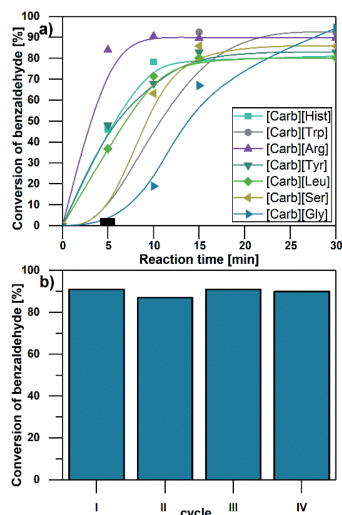 a)
Conversion of benzaldehyde [%]
100
90
80
70
60
50
40
30
20
10
0
[Carb][Hist]
[Carb][Trp]
[Carb][Arg]
[Carb][Tyr]
[Carb][Leu]
[Carb][Ser]
[Carb][Gly]
0 5 10 15 20 25 30
Reaction time [min]
b)
Conversion of benzaldehyde [%]
100
80
60
40
20
0
I II III IV
cycle